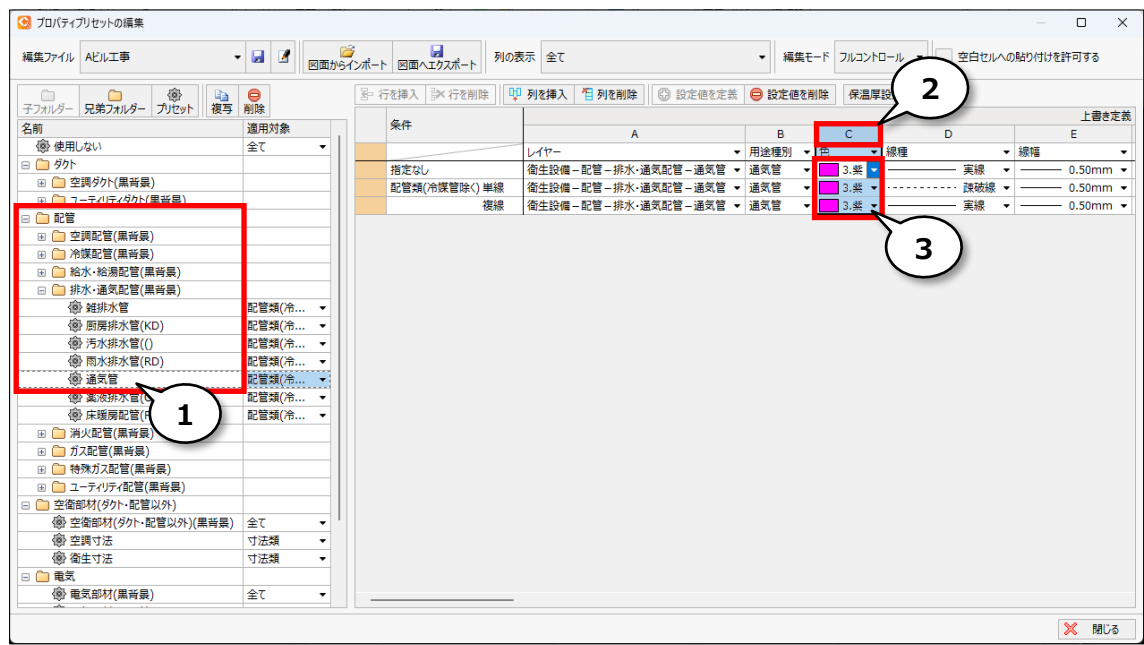 プロパティプリセットの編集
編集ファイル Aビル工事 図面からインポート 図面へエクスポート 列の表示 全て 編集モード フルコントロール 空白セルへの貼り付けを許可する
子フォルダー 兄弟フォルダー プリセット 複写 削除
行を挿入 行を削除 列を挿入 列を削除 設定値を定義 設定値を削除 保温厚設
2
名前 適用対象
使用しない 全て
ダクト
空調ダクト(黒背景)
ユーティリティダクト(黒背景)
配管
空調配管(黒背景)
冷媒配管(黒背景)
給水・給湯配管(黒背景)
排水・通気配管(黒背景)
雑排水管 配管類(冷...
厨房排水管(KD) 配管類(冷...
汚水排水管(() 配管類(冷...
雨水排水管(RD) 配管類(冷...
通気管 配管類(冷...
薬液排水管( 配管類(冷...
床暖房配管( 配管類(冷...
1
消火配管(黒背景)
ガス配管(黒背景)
特殊ガス配管(黒背景)
ユーティリティ配管(黒背景)
空衛部材(ダクト・配管以外)
空衛部材(ダクト・配管以外)(黒背景) 全て
空調寸法 寸法類
衛生寸法 寸法類
電気
電気部材(黒背景) 全て
条件 上書き定義
A B C D E
レイヤー 用途種別 色 線種 線幅
指定なし 衛生設備－配管－排水・通気配管－通気管 通気管 3.紫 実線 0.50mm
配管類(冷媒管除く) 単線 衛生設備－配管－排水・通気配管－通気管 通気管 3.紫 疎破線 0.50mm
複線 衛生設備－配管－排水・通気配管－通気管 通気管 3.紫 実線 0.50mm
3
閉じる